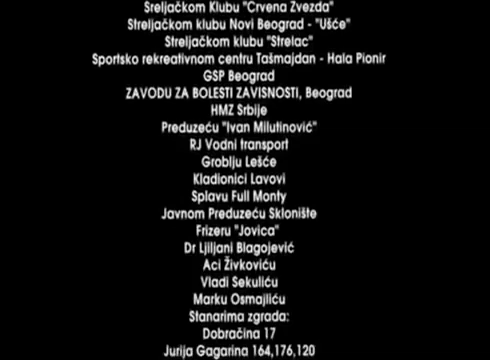 Sreljačkom Klubu "Crvena Zvezda"
Streljačkom klubu Novi Beograd - "Ušće"
Streljačkom klubu "Strelac"
Sportsko rekreativnom centru Tašmajdan - Hala Pionir
GSP Beograd
ZAVODU ZA BOLESTI ZAVISNOSTI, Beograd
HMZ Srbije
Preduzeću "Ivan Milutinović"
RJ Vodni transport
Groblju Lešće
Kladionici Lavovi
Splavu Full Monty
Javnom Preduzeću Sklonište
Frizeru "Jovica"
Dr Ljiljani Blagojević
Aci Živkoviću
Vladi Sekuliću
Marku Osmajliću
Stanarima zgrada:
Dobračina 17
Jurija Gagarina 164,176,120